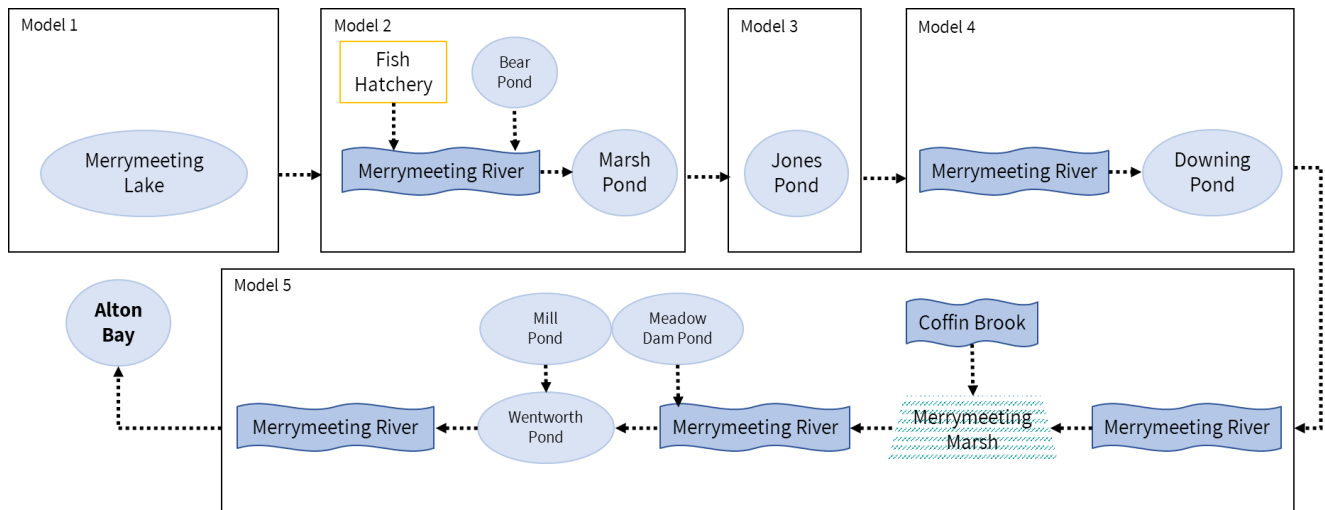 Model 1
Merrymeeting
Lake
Model 2
Fish
Hatchery
Bear
Pond
Merrymeeting River
Marsh
Pond
Model 3
Jones
Pond
Model 4
Merrymeeting River
Downing
Pond
Model 5
Alton
Bay
Mill
Pond
Meadow
Dam Pond
Coffin Brook
Merrymeeting River
Wentworth
Pond
Merrymeeting River
Merrymeeting
Marsh
Merrymeeting River